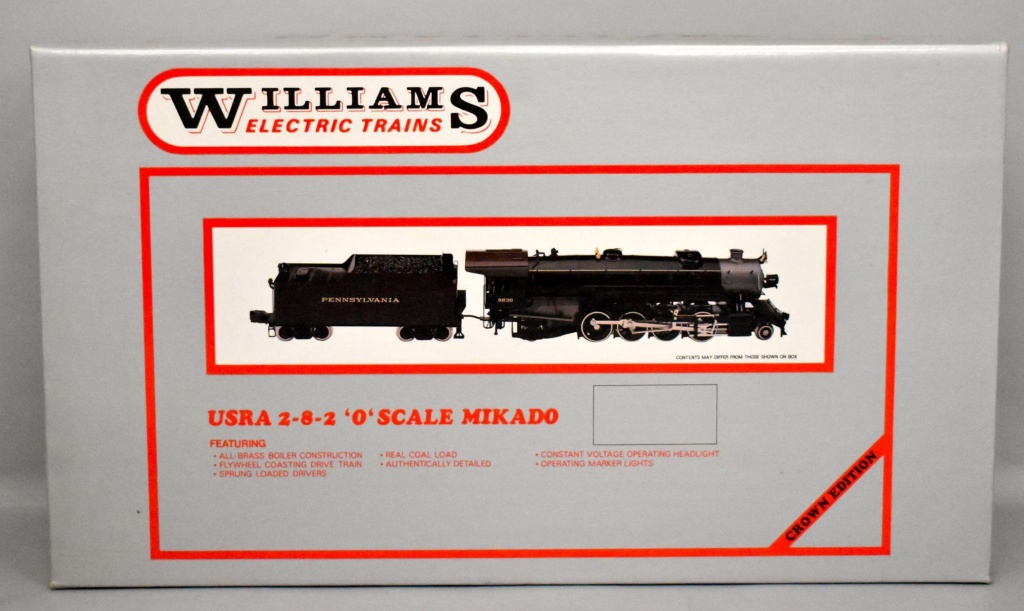 WILLIAMS
ELECTRIC TRAINS
PENNSYLVANIA
9630
CONTENTS MAY DIFFER FROM THOSE SHOWN ON BOX
USRA 2-8-2 'O' SCALE MIKADO
FEATURING
• ALL-BRASS BOILER CONSTRUCTION
• FLYWHEEL COASTING DRIVE TRAIN
• SPRUNG LOADED DRIVERS
• REAL COAL LOAD
• AUTHENTICALLY DETAILED
• CONSTANT VOLTAGE OPERATING HEADLIGHT
• OPERATING MARKER LIGHTS
CROWN EDITION